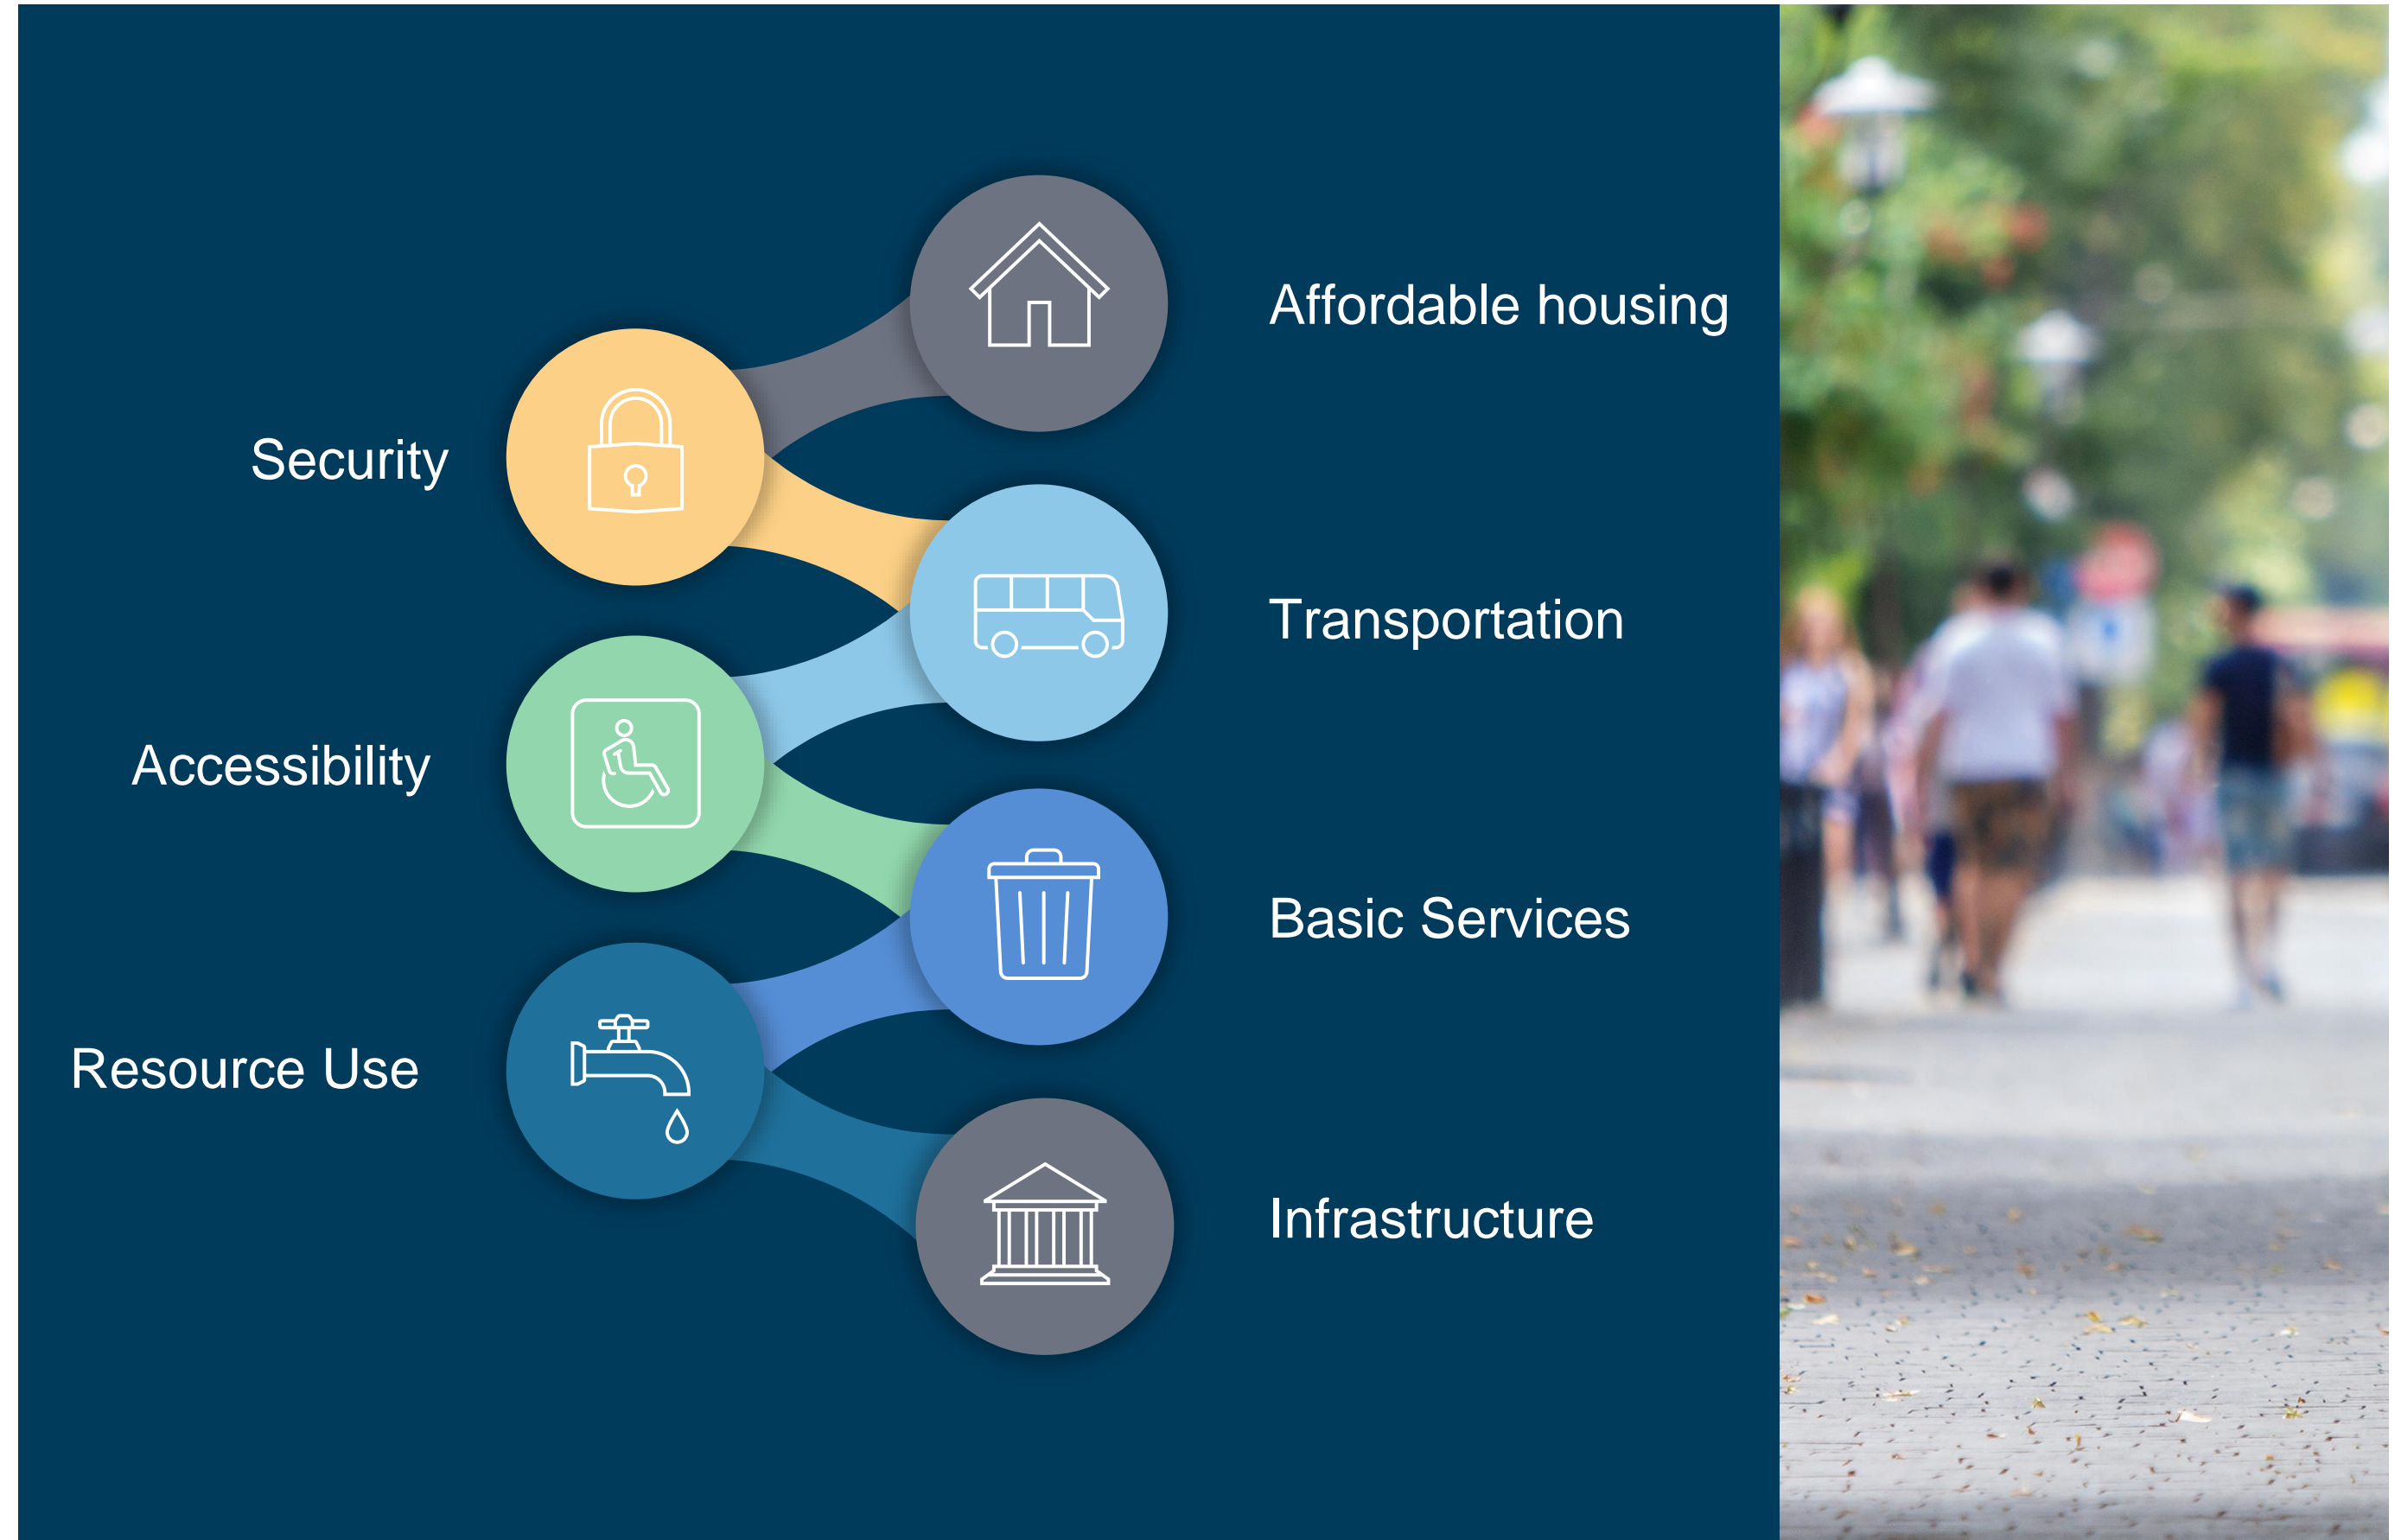 Affordable housing
Security
Transportation
Accessibility
Basic Services
Resource Use
Infrastructure